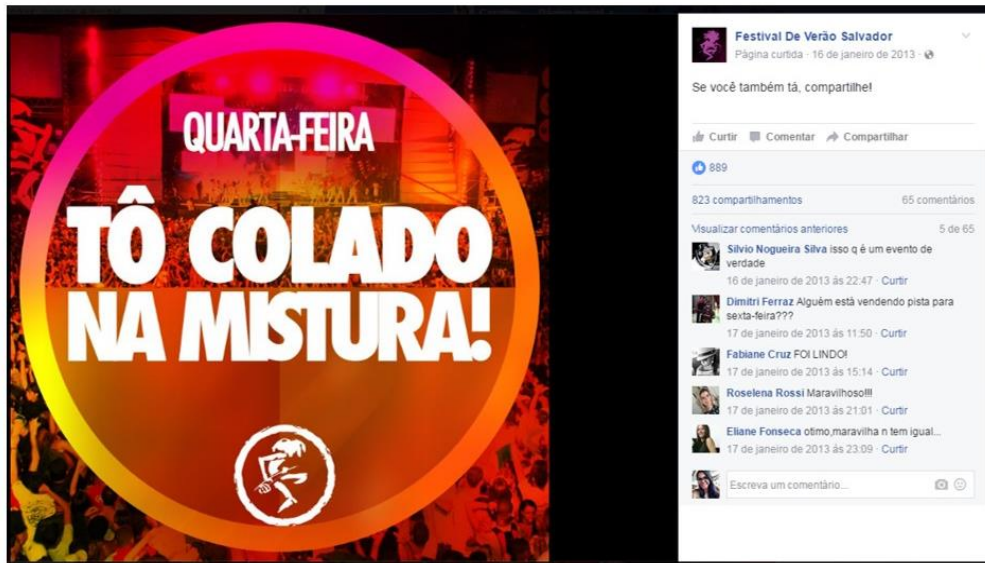 QUARTA-FEIRA
TÔ COLADO
NA MISTURA!
Festival De Verão Salvador
Página curtida · 16 de janeiro de 2013 ·
Se você também tá, compartilhe!
Curtir Comentar Compartilhar
889
823 compartilhamentos 65 comentários
Visualizar comentários anteriores 5 de 65
Silvio Nogueira Silva isso q é um evento de
verdade
16 de janeiro de 2013 às 22:47 · Curtir
Dimitri Ferraz Alguém está vendendo pista para
sexta-feira???
17 de janeiro de 2013 às 11:50 · Curtir
Fabiane Cruz FOI LINDO!
17 de janeiro de 2013 às 15:14 · Curtir
Roselena Rossi Maravilhoso!!!
17 de janeiro de 2013 às 21:01 · Curtir
Eliane Fonseca otimo,maravilha n tem igual...
17 de janeiro de 2013 às 23:09 · Curtir
Escreva um comentário...